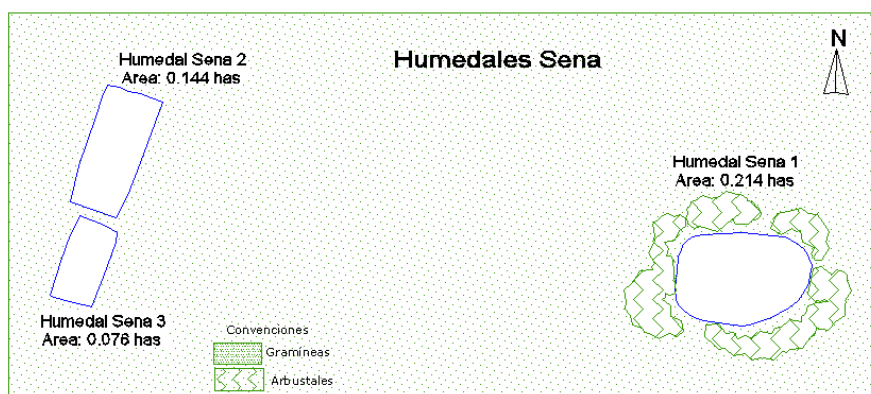 Humedales Sena
N
Humedal Sena 2
Area: 0.144 has
Humedal Sena 1
Area: 0.214 has
Humedal Sena 3
Area: 0.076 has
Convenciones
Gramíneas
Arbustales